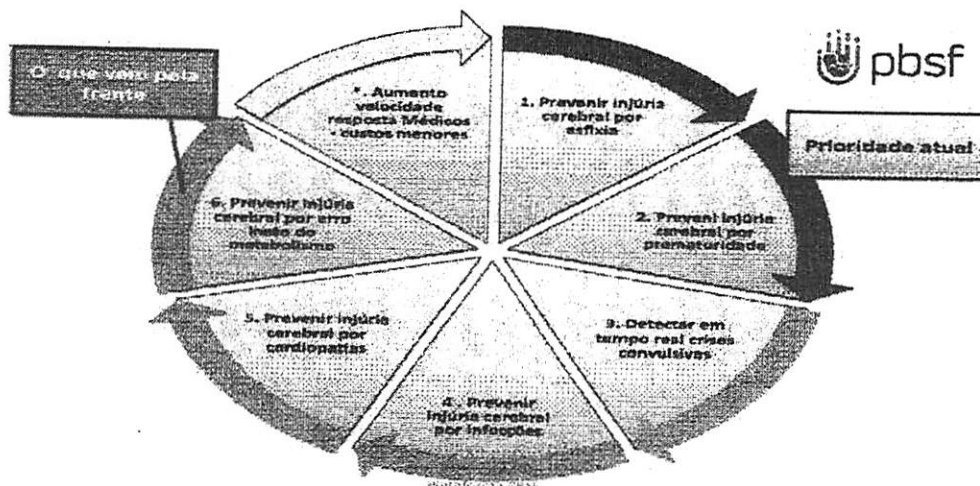 O que vem pela
frente
*. Aumento
velocidade
resposta Médicos
- custos menores
1. Prevenir injúria
cerebral por
asfixia
pbsf
Prioridade atual
6. Prevenir injúria
cerebral por erro
inato do
metabolismo
2. Preveni injúria
cerebral por
prematuridade
5. Prevenir injúria
cerebral por
cardiopatias
3. Detectar em
tempo real crises
convulsivas
4. Prevenir
injúria cerebral
por infecções